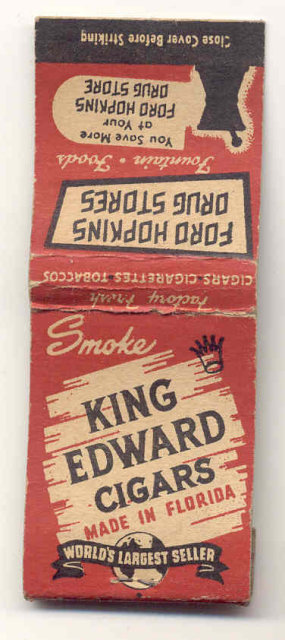 Close Cover Before Striking
You Save More
at Your
FORD HOPKINS
DRUG STORE
Fountain • Foods
FORD HOPKINS
DRUG STORES
CIGARS CIGARETTES TOBACCOS
Factory Fresh
Smoke
KING
EDWARD
CIGARS
MADE IN FLORIDA
WORLD'S LARGEST SELLER